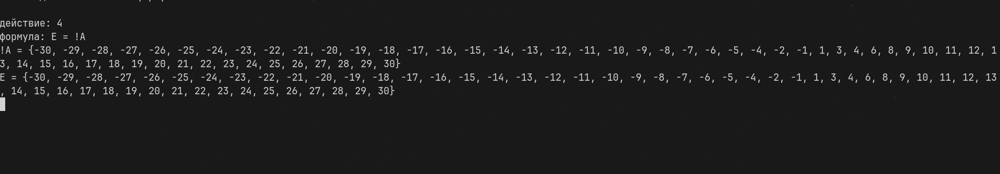 действие: 4
формула: E = !A
!A = {-30, -29, -28, -27, -26, -25, -24, -23, -22, -21, -20, -19, -18, -17, -16, -15, -14, -13, -12, -11, -10, -9, -8, -7, -6, -5, -4, -2, -1, 1, 3, 4, 6, 8, 9, 10, 11, 12, 1
3, 14, 15, 16, 17, 18, 19, 20, 21, 22, 23, 24, 25, 26, 27, 28, 29, 30}
E = {-30, -29, -28, -27, -26, -25, -24, -23, -22, -21, -20, -19, -18, -17, -16, -15, -14, -13, -12, -11, -10, -9, -8, -7, -6, -5, -4, -2, -1, 1, 3, 4, 6, 8, 9, 10, 11, 12, 13
, 14, 15, 16, 17, 18, 19, 20, 21, 22, 23, 24, 25, 26, 27, 28, 29, 30}